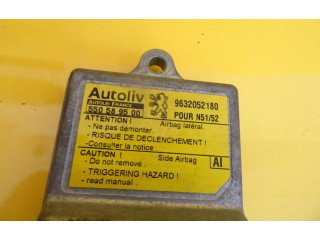 Autoliv
AUTOLIV FRANCE
550 58 95 00
9632052180
POUR N51/52
ATTENTION !
Airbag latéral.
- Ne pas démonter.
- RISQUE DE DECLENCHEMENT !
-Consulter la notice.
CAUTION !
Side Airbag
AI
- Do not remove.
- TRIGGERING HAZARD !
- read manual.